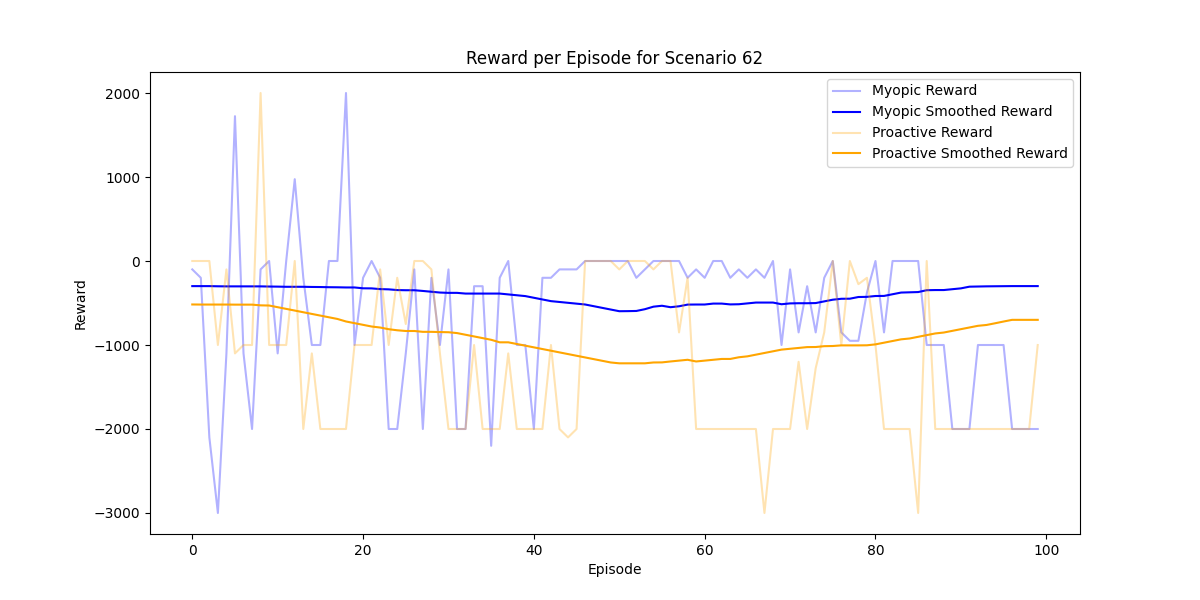 Reward per Episode for Scenario 62
Myopic Reward
Myopic Smoothed Reward
Proactive Reward
Proactive Smoothed Reward
Reward
2000
1000
0
−1000
−2000
−3000
0 20 40 60 80 100
Episode